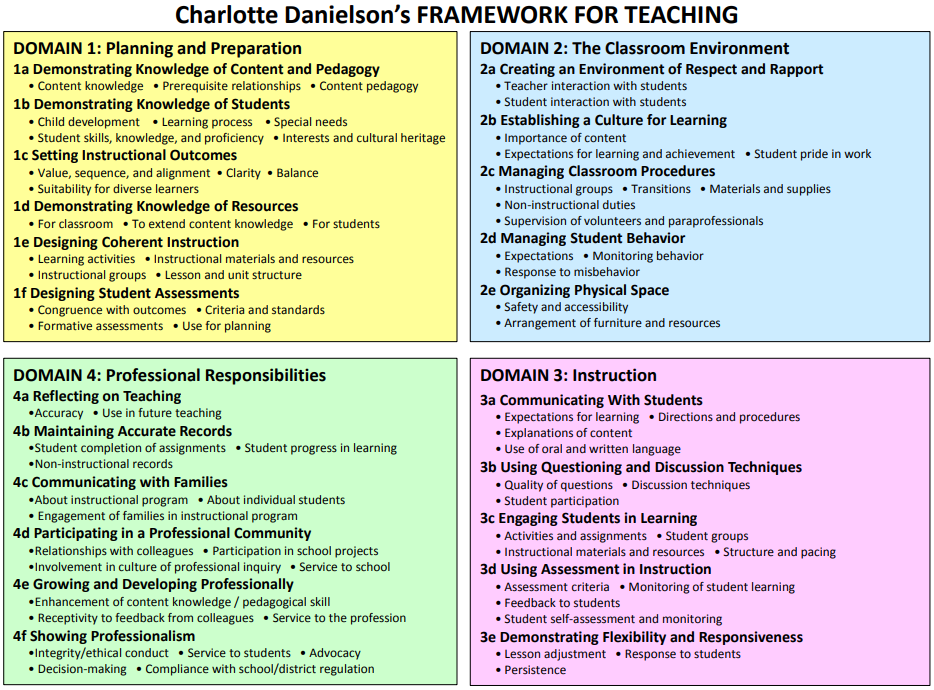 Charlotte Danielson’s FRAMEWORK FOR TEACHING
DOMAIN 1: Planning and Preparation
1a Demonstrating Knowledge of Content and Pedagogy
• Content knowledge • Prerequisite relationships • Content pedagogy
1b Demonstrating Knowledge of Students
• Child development • Learning process • Special needs
• Student skills, knowledge, and proficiency • Interests and cultural heritage
1c Setting Instructional Outcomes
• Value, sequence, and alignment • Clarity • Balance
• Suitability for diverse learners
1d Demonstrating Knowledge of Resources
• For classroom • To extend content knowledge • For students
1e Designing Coherent Instruction
• Learning activities • Instructional materials and resources
• Instructional groups • Lesson and unit structure
1f Designing Student Assessments
• Congruence with outcomes • Criteria and standards
• Formative assessments • Use for planning
DOMAIN 2: The Classroom Environment
2a Creating an Environment of Respect and Rapport
• Teacher interaction with students
• Student interaction with students
2b Establishing a Culture for Learning
• Importance of content
• Expectations for learning and achievement • Student pride in work
2c Managing Classroom Procedures
• Instructional groups • Transitions • Materials and supplies
• Non-instructional duties
• Supervision of volunteers and paraprofessionals
2d Managing Student Behavior
• Expectations • Monitoring behavior
• Response to misbehavior
2e Organizing Physical Space
• Safety and accessibility
• Arrangement of furniture and resources
DOMAIN 4: Professional Responsibilities
4a Reflecting on Teaching
•Accuracy • Use in future teaching
4b Maintaining Accurate Records
•Student completion of assignments • Student progress in learning
•Non-instructional records
4c Communicating with Families
•About instructional program • About individual students
• Engagement of families in instructional program
4d Participating in a Professional Community
•Relationships with colleagues • Participation in school projects
•Involvement in culture of professional inquiry • Service to school
4e Growing and Developing Professionally
•Enhancement of content knowledge / pedagogical skill
• Receptivity to feedback from colleagues • Service to the profession
4f Showing Professionalism
•Integrity/ethical conduct • Service to students • Advocacy
• Decision-making • Compliance with school/district regulation
DOMAIN 3: Instruction
3a Communicating With Students
• Expectations for learning • Directions and procedures
• Explanations of content
• Use of oral and written language
3b Using Questioning and Discussion Techniques
• Quality of questions • Discussion techniques
• Student participation
3c Engaging Students in Learning
• Activities and assignments • Student groups
• Instructional materials and resources • Structure and pacing
3d Using Assessment in Instruction
• Assessment criteria • Monitoring of student learning
• Feedback to students
• Student self-assessment and monitoring
3e Demonstrating Flexibility and Responsiveness
• Lesson adjustment • Response to students
• Persistence